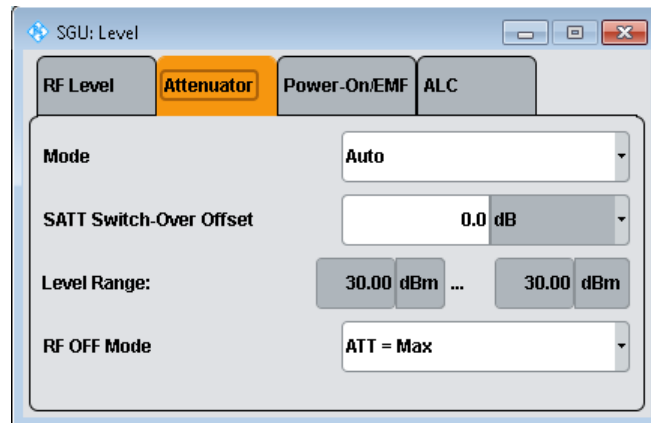 SGU: Level
RF Level Attenuator Power-On/EMF ALC
Mode Auto
SATT Switch-Over Offset 0.0 dB
Level Range: 30.00 dBm ... 30.00 dBm
RF OFF Mode ATT = Max